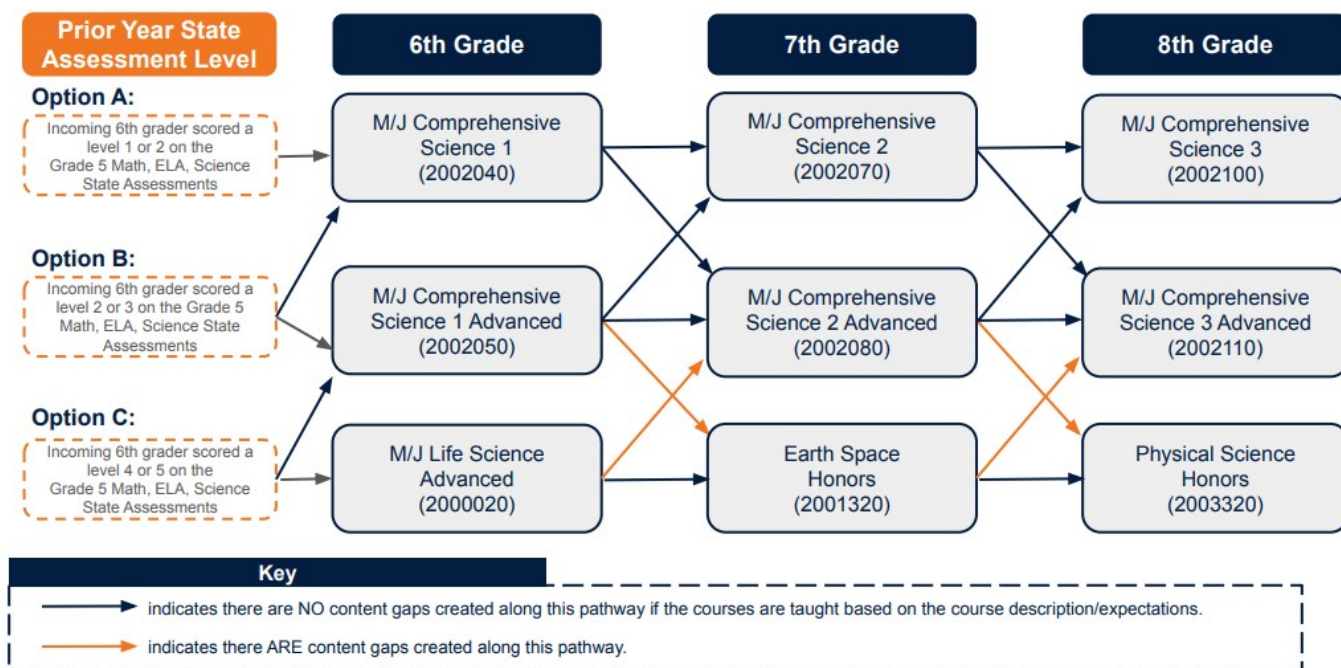 Prior Year State
Assessment Level
6th Grade
7th Grade
8th Grade
Option A:
Incoming 6th grader scored a
level 1 or 2 on the
Grade 5 Math, ELA, Science
State Assessments
M/J Comprehensive
Science 1
(2002040)
M/J Comprehensive
Science 2
(2002070)
M/J Comprehensive
Science 3
(2002100)
Option B:
Incoming 6th grader scored a
level 2 or 3 on the Grade 5
Math, ELA, Science State
Assessments
M/J Comprehensive
Science 1 Advanced
(2002050)
M/J Comprehensive
Science 2 Advanced
(2002080)
M/J Comprehensive
Science 3 Advanced
(2002110)
Option C:
Incoming 6th grader scored a
level 4 or 5 on the
Grade 5 Math, ELA, Science
State Assessments
M/J Life Science
Advanced
(2000020)
Earth Space
Honors
(2001320)
Physical Science
Honors
(2003320)
Key
indicates there are NO content gaps created along this pathway if the courses are taught based on the course description/expectations.
indicates there ARE content gaps created along this pathway.